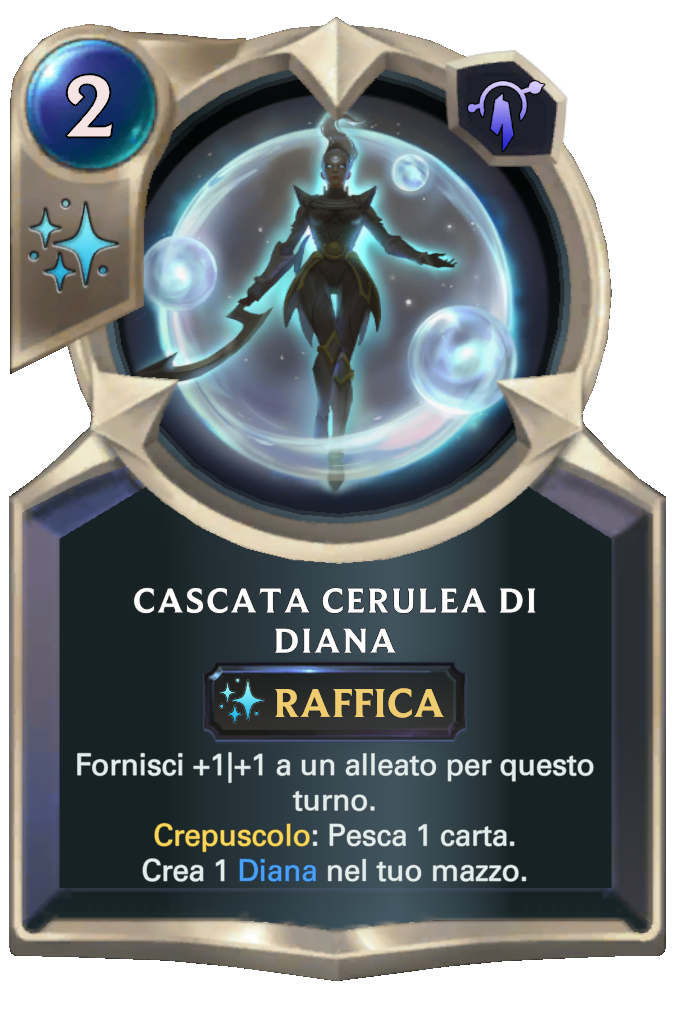 2
CASCATA CERULEA DI
DIANA
RAFFICA
Fornisci +1|+1 a un alleato per questo
turno.
Crepuscolo: Pesca 1 carta.
Crea 1 Diana nel tuo mazzo.